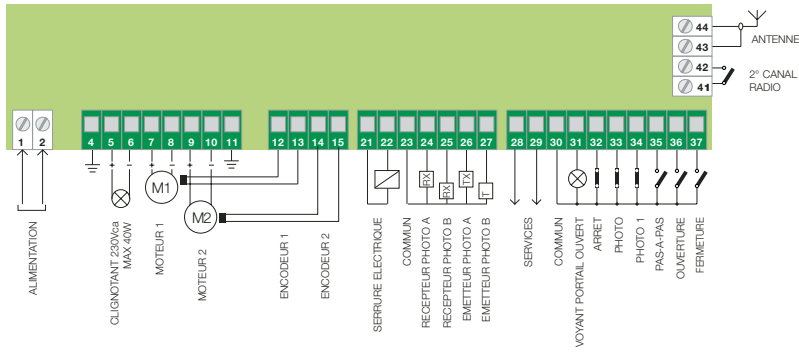 44
ANTENNE
43
42
2° CANAL
RADIO
41
1 2
4 5 6 7 8 9 10 11
12 13 14 15
21 22 23 24 25 26 27
28 29 30 31 32 33 34 35 36 37
+ - + - + -
M1
M2
RX
RX
TX
T
ALIMENTATION
CLIGNOTANT 230Vca
MAX 40W
MOTEUR 1
MOTEUR 2
ENCODEUR 1
ENCODEUR 2
SERRURE ELECTRIQUE
COMMUN
RECEPTEUR PHOTO A
RECEPTEUR PHOTO B
EMETTEUR PHOTO A
EMETTEUR PHOTO B
SERVICES
COMMUN
VOYANT PORTAIL OUVERT
ARRET
PHOTO
PHOTO 1
PAS-A-PAS
OUVERTURE
FERMETURE